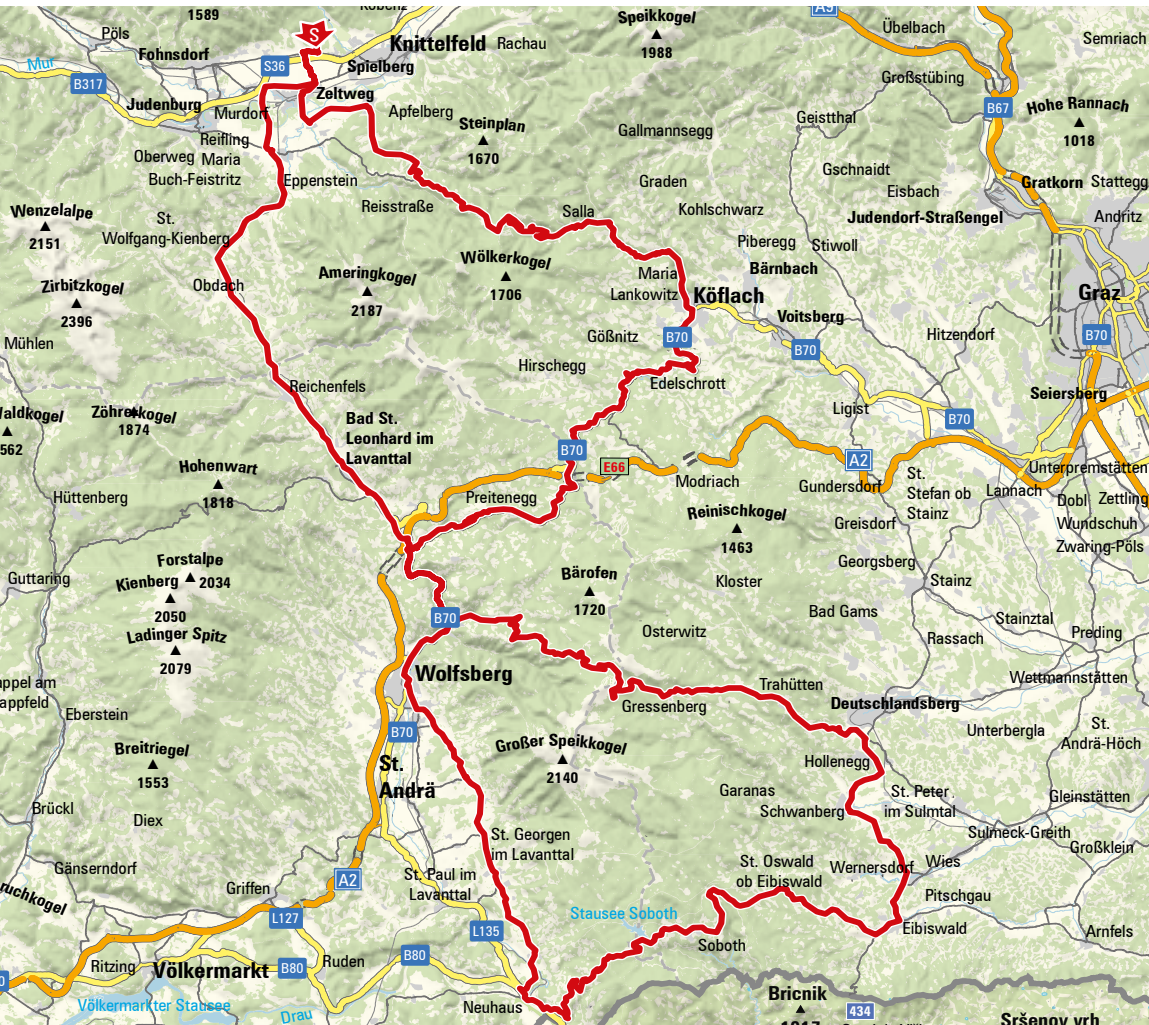 1589
Pöls
Fohnsdorf
Mur
B317
S36
S
Knittelfeld
Rachau
Spielberg
Zeltweg
Judenburg
Murdorf
Apfelberg
Speikkogel
1988
A9
Übelbach
Semriach
Großstübing
B67
Hohe Rannach
1018
Geistthal
Reifling
Oberweg
Maria
Buch-Feistritz
Eppenstein
Steinplan
1670
Gallmannsegg
Gschnaidt
Eisbach
Gratkorn
Stattegg
Judendorf-Straßengel
Andritz
Graden
Kohlschwarz
Reisstraße
Salla
Wenzelalpe
2151
St.
Wolfgang-Kienberg
Piberegg
Stiwoll
Bärnbach
Wölkerkogel
1706
Ameringkogel
2187
Maria
Lankowitz
Köflach
Voitsberg
Graz
Zirbitzkogel
2396
Obdach
Mühlen
Gößnitz
B70
B70
Hitzendorf
B70
Hirschegg
Edelschrott
Reichenfels
Seiersberg
Zöhrerkogel
1874
562
Bad St.
Leonhard im
Lavanttal
Ligist
B70
B70
E66
A2
Hohenwart
1818
Hüttenberg
Preitenegg
Modriach
Gundersdorf
St.
Stefan ob
Stainz
Lannach
Unterpremstätten
Dobl
Zettling
Wundschuh
Zwaring-Pöls
Reinischkogel
1463
Greisdorf
Georgsberg
Forstalpe
2034
Kienberg
2050
Guttaring
Bärofen
1720
Kloster
Stainz
Ladinger Spitz
2079
B70
Osterwitz
Bad Gams
Stainztal
Rassach
Preding
Wettmannstätten
Wolfsberg
Trahütten
Gressenberg
Deutschlandsberg
Eberstein
Unterbergla
St.
Andrä-Höch
Breitriegel
1553
B70
St.
Andrä
Großer Speikkogel
2140
Hollenegg
Garanas
Schwanberg
St. Peter
im Sulmtal
Gleinstätten
Brückl
Diex
St. Georgen
im Lavanttal
Sulmeck-Greith
Großklein
Gänserndorf
St. Oswald
ob Eibiswald
Wernersdorf
Wies
Pitschgau
A2
Griffen
St. Paul im
Lavanttal
L127
L135
Stausee Soboth
Soboth
Eibiswald
Arnfels
Ritzing
Völkermarkt
B80
Ruden
B80
Völkermarkter Stausee
Drau
Neuhaus
Bricnik
434
Sršenov vrh